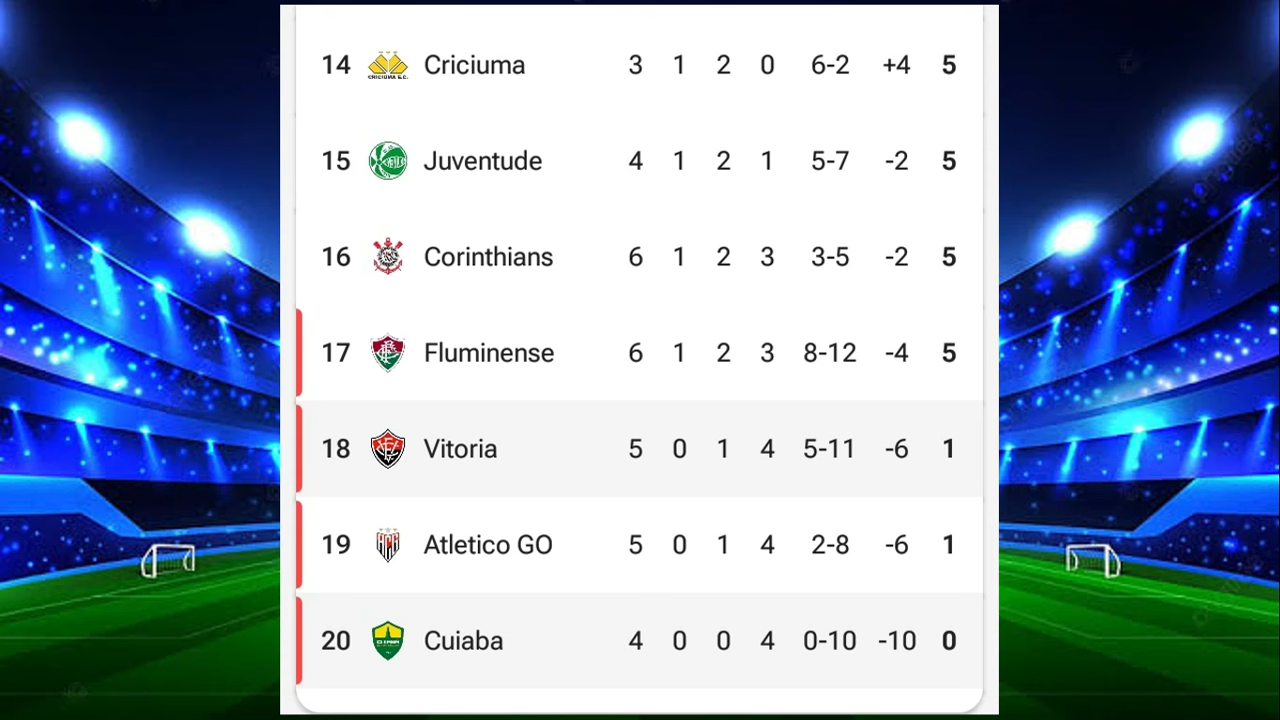 14 CRICIUMA E.C. Criciuma 3 1 2 0 6-2 +4 5
15 Juventude 4 1 2 1 5-7 -2 5
16 Corinthians 6 1 2 3 3-5 -2 5
17 Fluminense 6 1 2 3 8-12 -4 5
18 Vitoria 5 0 1 4 5-11 -6 1
19 Atletico GO 5 0 1 4 2-8 -6 1
20 Cuiaba 4 0 0 4 0-10 -10 0